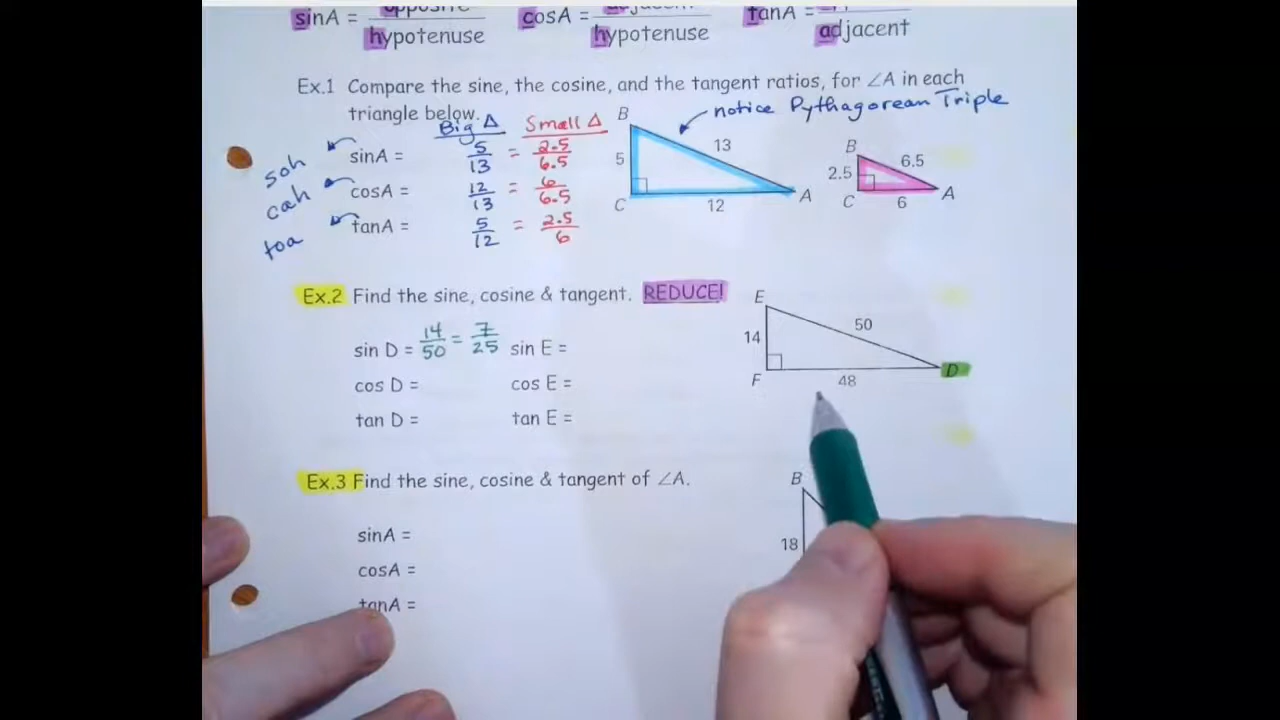 sinA = opposite / hypotenuse cosA = adjacent / hypotenuse tanA = / adjacent
Ex.1 Compare the sine, the cosine, and the tangent ratios, for ∠A in each
triangle below.
Big Δ Small Δ
notice Pythagorean Triple
soh sinA = 5/13 = 2.5/6.5
cah cosA = 12/13 = 6/6.5
toa tanA = 5/12 = 2.5/6
B 5 13 C 12 A
B 2.5 6.5 C 6 A
Ex.2 Find the sine, cosine & tangent. REDUCE!
sin D = 14/50 = 7/25 sin E =
cos D = cos E =
tan D = tan E =
E 14 50 F 48 D
Ex.3 Find the sine, cosine & tangent of ∠A.
sinA =
cosA =
tanA =
B
18